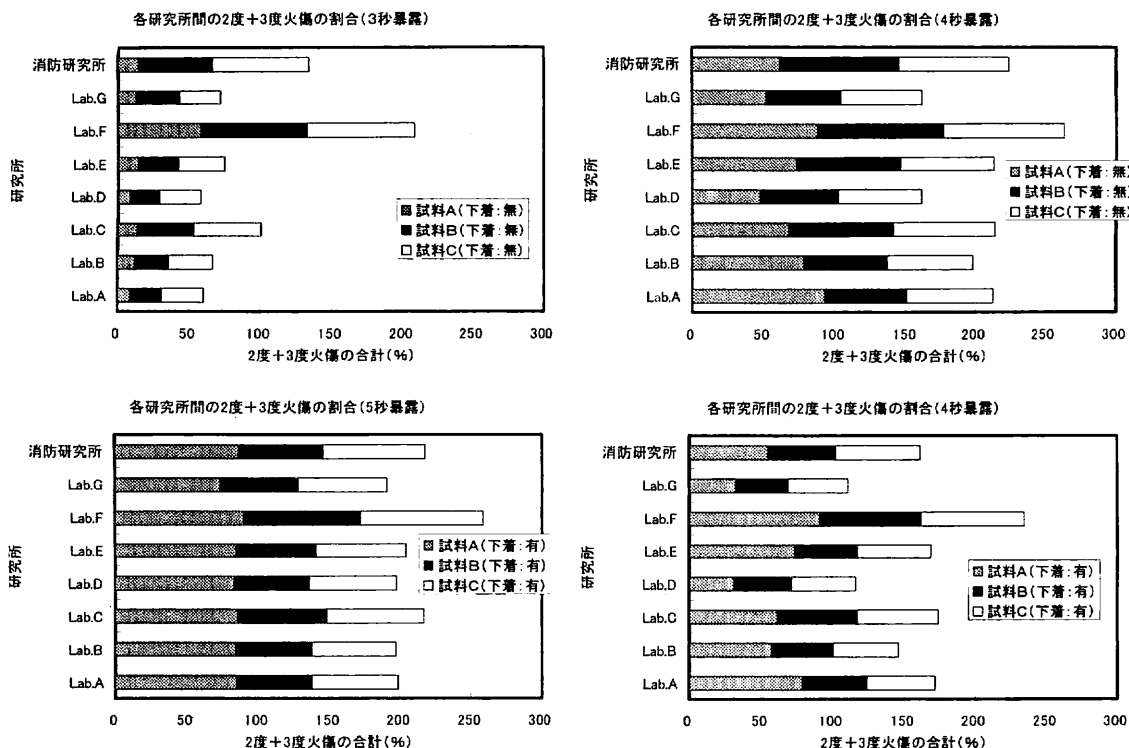 各研究所間の2度+3度火傷の割合(3秒暴露)
研究所
消防研究所
Lab.G
Lab.F
Lab.E
Lab.D
Lab.C
Lab.B
Lab.A
試料A(下着:無)
試料B(下着:無)
試料C(下着:無)
0 50 100 150 200 250 300
2度+3度火傷の合計(%)
各研究所間の2度+3度火傷の割合(4秒暴露)
研究所
消防研究所
Lab.G
Lab.F
Lab.E
Lab.D
Lab.C
Lab.B
Lab.A
試料A(下着:無)
試料B(下着:無)
試料C(下着:無)
0 50 100 150 200 250 300
2度+3度火傷の合計(%)
各研究所間の2度+3度火傷の割合(5秒暴露)
研究所
消防研究所
Lab.G
Lab.F
Lab.E
Lab.D
Lab.C
Lab.B
Lab.A
試料A(下着:有)
試料B(下着:有)
試料C(下着:有)
0 50 100 150 200 250 300
2度+3度火傷の合計(%)
各研究所間の2度+3度火傷の割合(4秒暴露)
研究所
消防研究所
Lab.G
Lab.F
Lab.E
Lab.D
Lab.C
Lab.B
Lab.A
試料A(下着:有)
試料B(下着:有)
試料C(下着:有)
0 50 100 150 200 250 300
2度+3度火傷の合計(%)